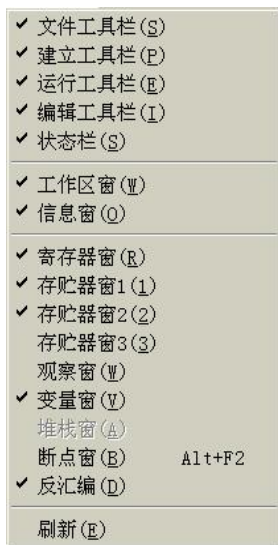 文件工具栏(S)
建立工具栏(P)
运行工具栏(E)
编辑工具栏(I)
状态栏(S)
工作区窗(W)
信息窗(O)
寄存器窗(R)
存贮器窗1(1)
存贮器窗2(2)
存贮器窗3(3)
观察窗(W)
变量窗(V)
堆栈窗(A)
断点窗(B) Alt+F2
反汇编(D)
刷新(E)